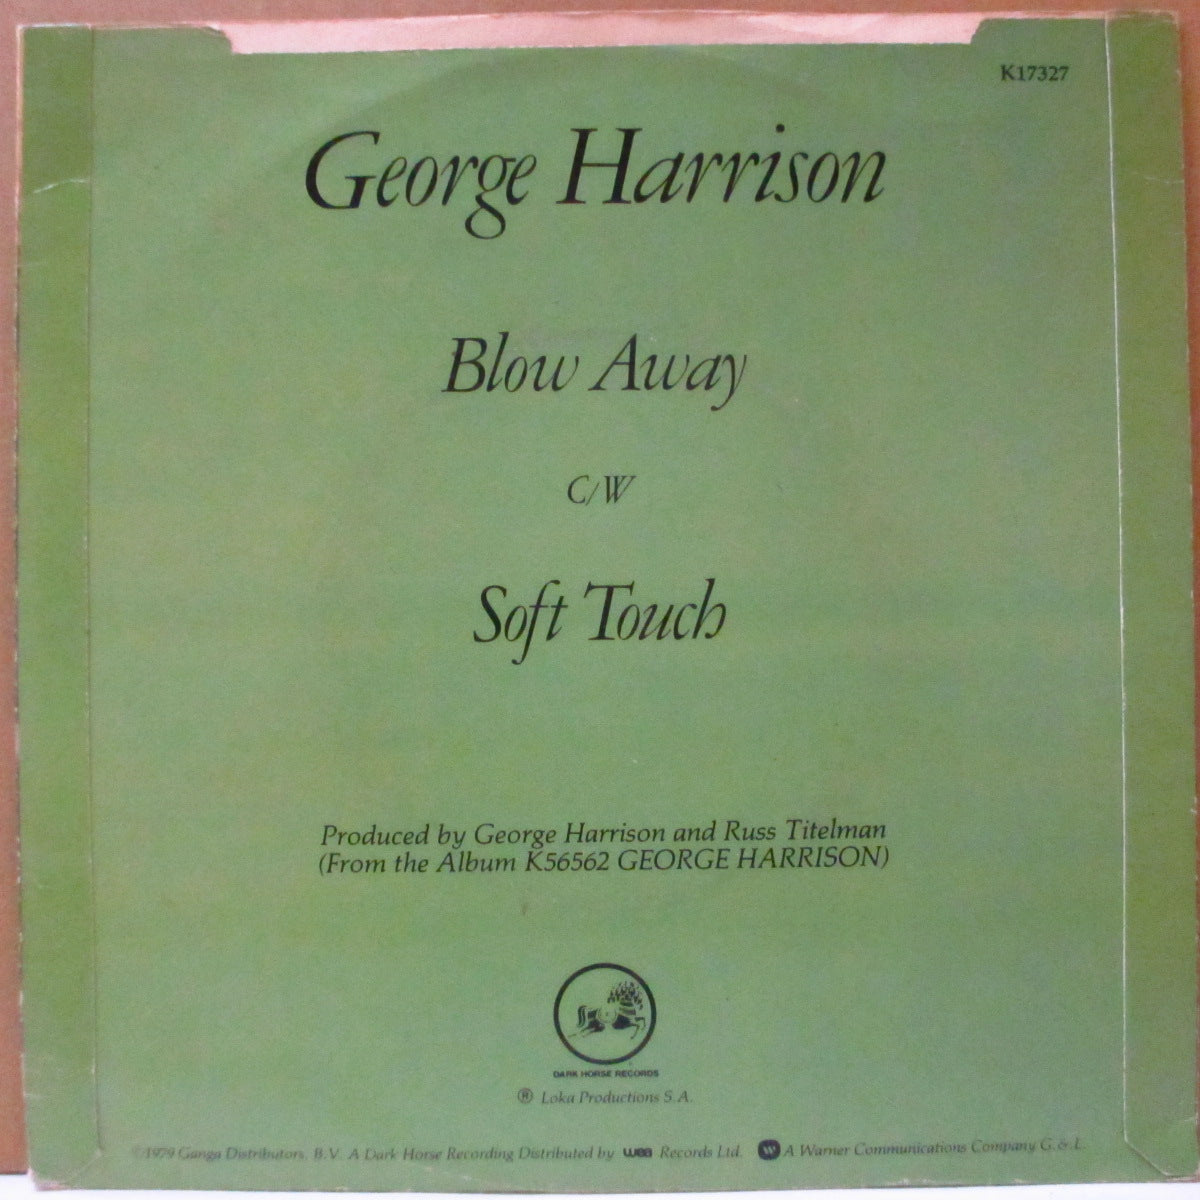 K17327
George Harrison
Blow Away
C/W
Soft Touch
Produced by George Harrison and Russ Titelman
(From the Album K56562 GEORGE HARRISON)
DARK HORSE RECORDS
Ⓡ Loka Productions S.A.
©1979 Ganga Distributors. B.V. A Dark Horse Recording Distributed by wea Records Ltd. W A Warner Communications Company G. & L.